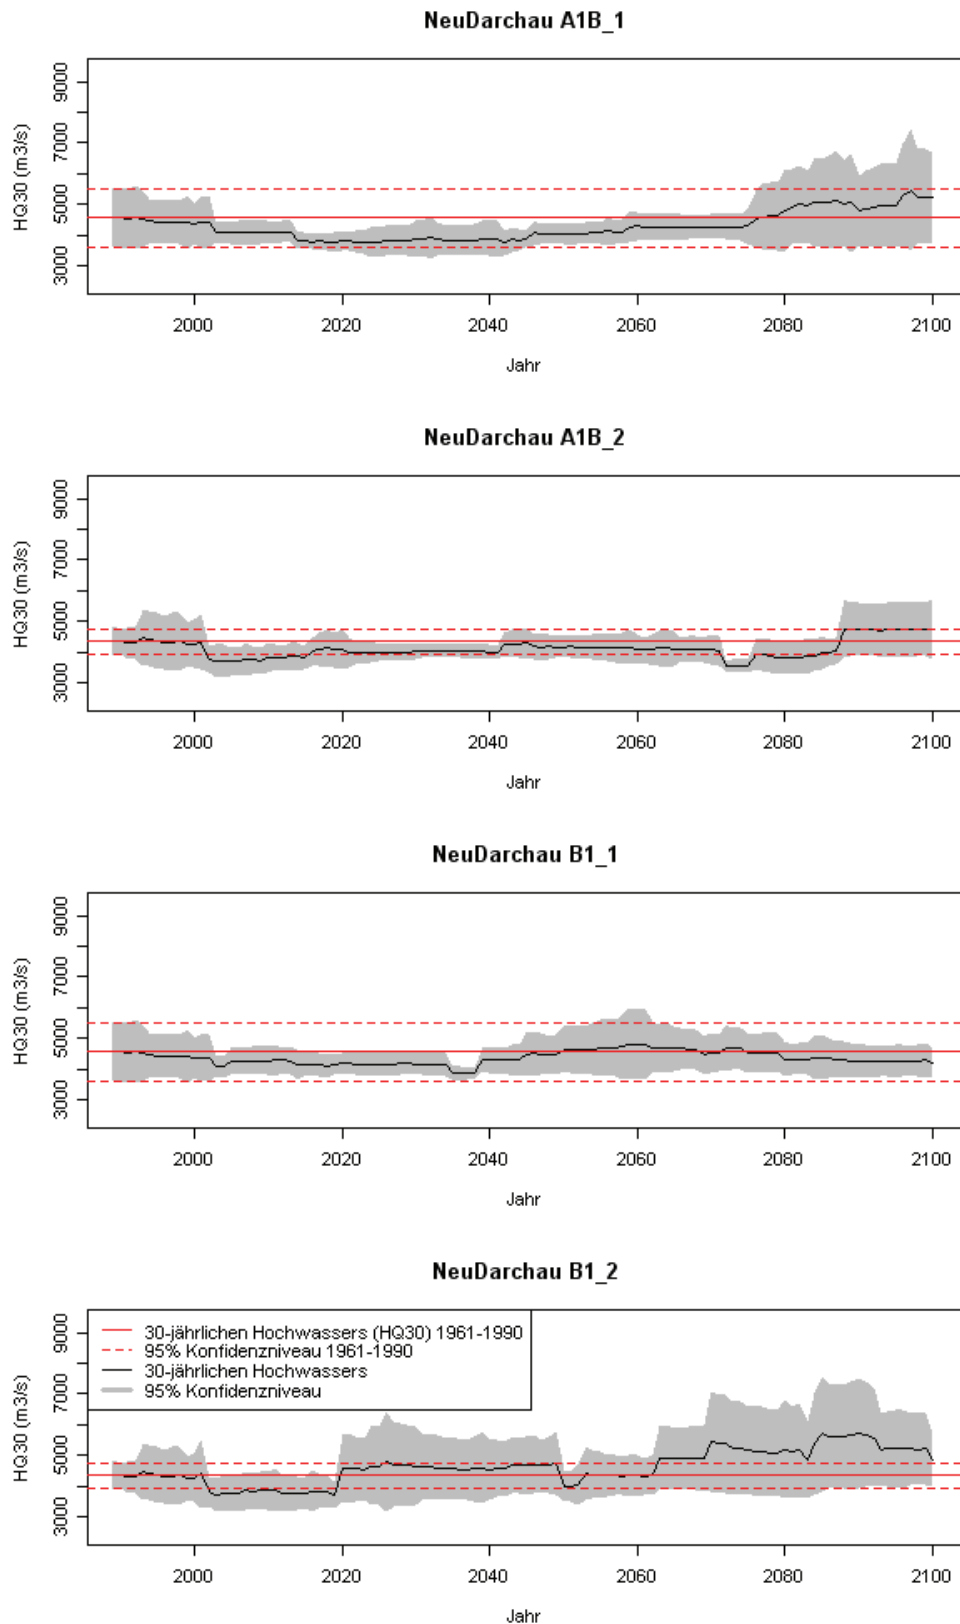 NeuDarchau A1B_1
HQ30 (m3/s)
9000
7000
5000
3000
2000 2020 2040 2060 2080 2100
Jahr
NeuDarchau A1B_2
HQ30 (m3/s)
9000
7000
5000
3000
2000 2020 2040 2060 2080 2100
Jahr
NeuDarchau B1_1
HQ30 (m3/s)
9000
7000
5000
3000
2000 2020 2040 2060 2080 2100
Jahr
NeuDarchau B1_2
HQ30 (m3/s)
9000
7000
5000
3000
30-jährlichen Hochwassers (HQ30) 1961-1990
95% Konfidenzniveau 1961-1990
30-jährlichen Hochwassers
95% Konfidenzniveau
2000 2020 2040 2060 2080 2100
Jahr